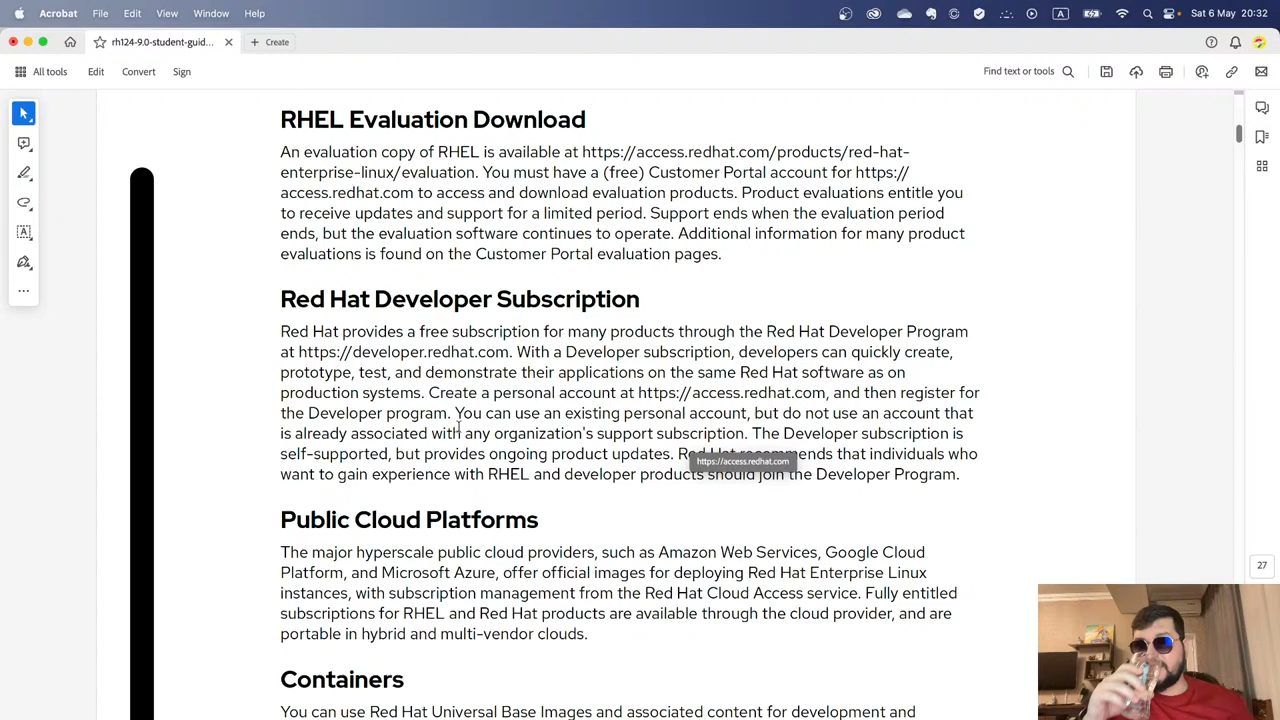 Acrobat File Edit View Window Help
A Sat 6 May 20:32
rh124-9.0-student-guid... Create
All tools Edit Convert Sign Find text or tools
RHEL Evaluation Download
An evaluation copy of RHEL is available at https://access.redhat.com/products/red-hat-
enterprise-linux/evaluation. You must have a (free) Customer Portal account for https://
access.redhat.com to access and download evaluation products. Product evaluations entitle you
to receive updates and support for a limited period. Support ends when the evaluation period
ends, but the evaluation software continues to operate. Additional information for many product
evaluations is found on the Customer Portal evaluation pages.
Red Hat Developer Subscription
Red Hat provides a free subscription for many products through the Red Hat Developer Program
at https://developer.redhat.com. With a Developer subscription, developers can quickly create,
prototype, test, and demonstrate their applications on the same Red Hat software as on
production systems. Create a personal account at https://access.redhat.com, and then register for
the Developer program. You can use an existing personal account, but do not use an account that
is already associated with any organization's support subscription. The Developer subscription is
self-supported, but provides ongoing product updates. Red Hat recommends that individuals who
https://access.redhat.com
want to gain experience with RHEL and developer products should join the Developer Program.
Public Cloud Platforms
The major hyperscale public cloud providers, such as Amazon Web Services, Google Cloud
Platform, and Microsoft Azure, offer official images for deploying Red Hat Enterprise Linux
27
instances, with subscription management from the Red Hat Cloud Access service. Fully entitled
subscriptions for RHEL and Red Hat products are available through the cloud provider, and are
portable in hybrid and multi-vendor clouds.
Containers
You can use Red Hat Universal Base Images and associated content for development and